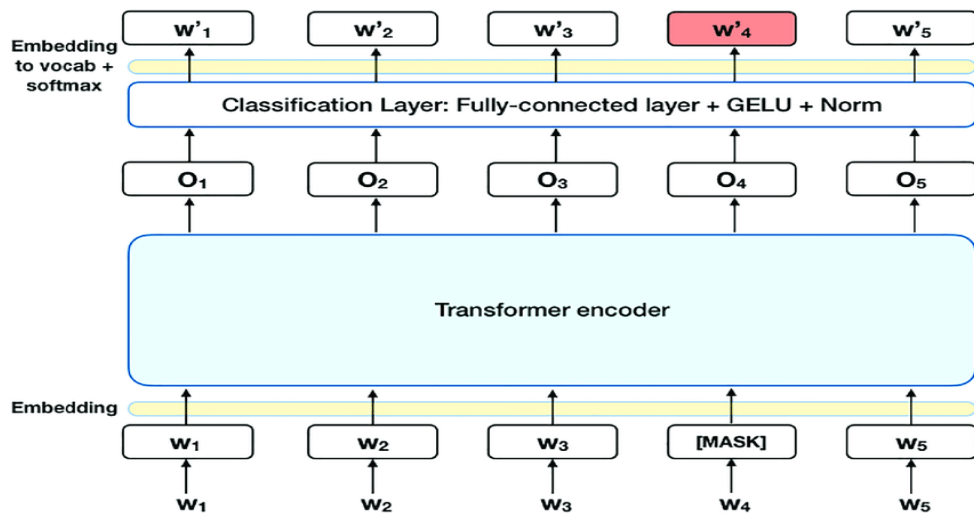 w'₁ w'₂ w'₃ w'₄ w'₅
Embedding
to vocab +
softmax
Classification Layer: Fully-connected layer + GELU + Norm
O₁ O₂ O₃ O₄ O₅
Transformer encoder
Embedding
w₁ w₂ w₃ [MASK] w₅
w₁ w₂ w₃ w₄ w₅